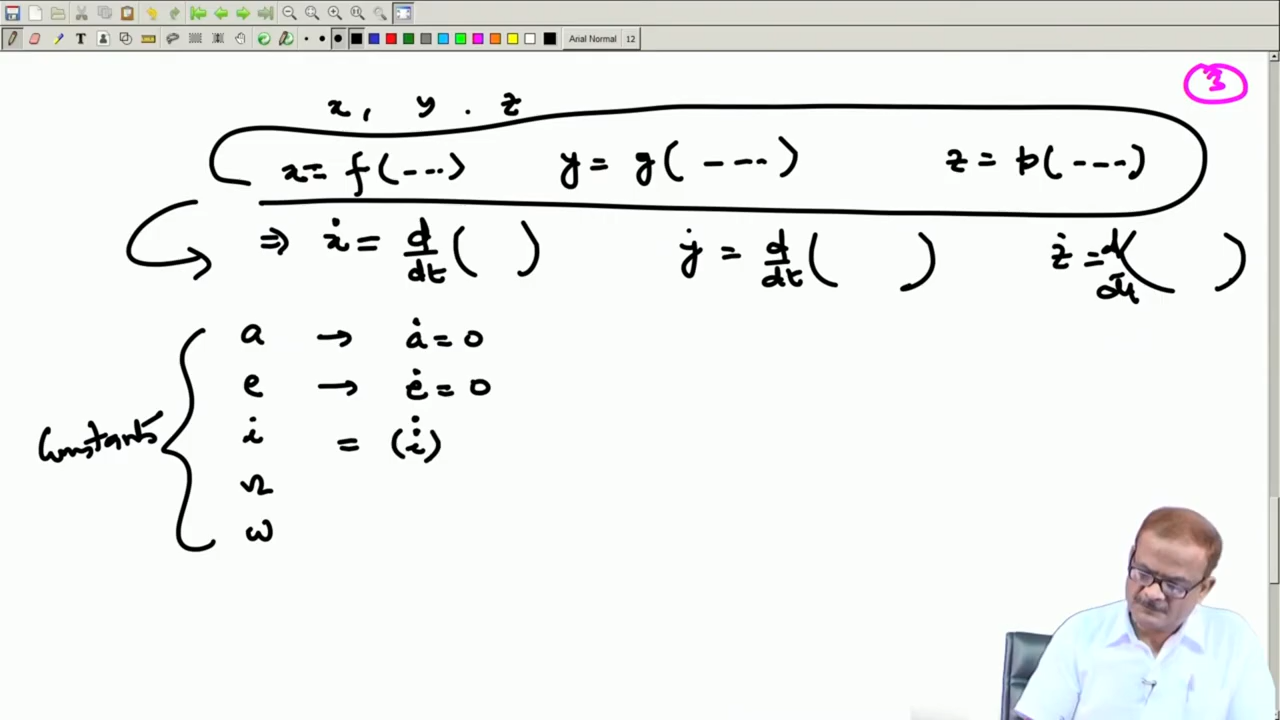 Arial Normal 12
3
x, y . z
x = f(---) y = g( ---- ) z = p( ---- )
⇒ ẋ = d/dt ( ) ẏ = d/dt ( ) ż = d/dt ( )
a → ȧ = 0
e → ė = 0
Constants i = (i̇)
Ω
ω